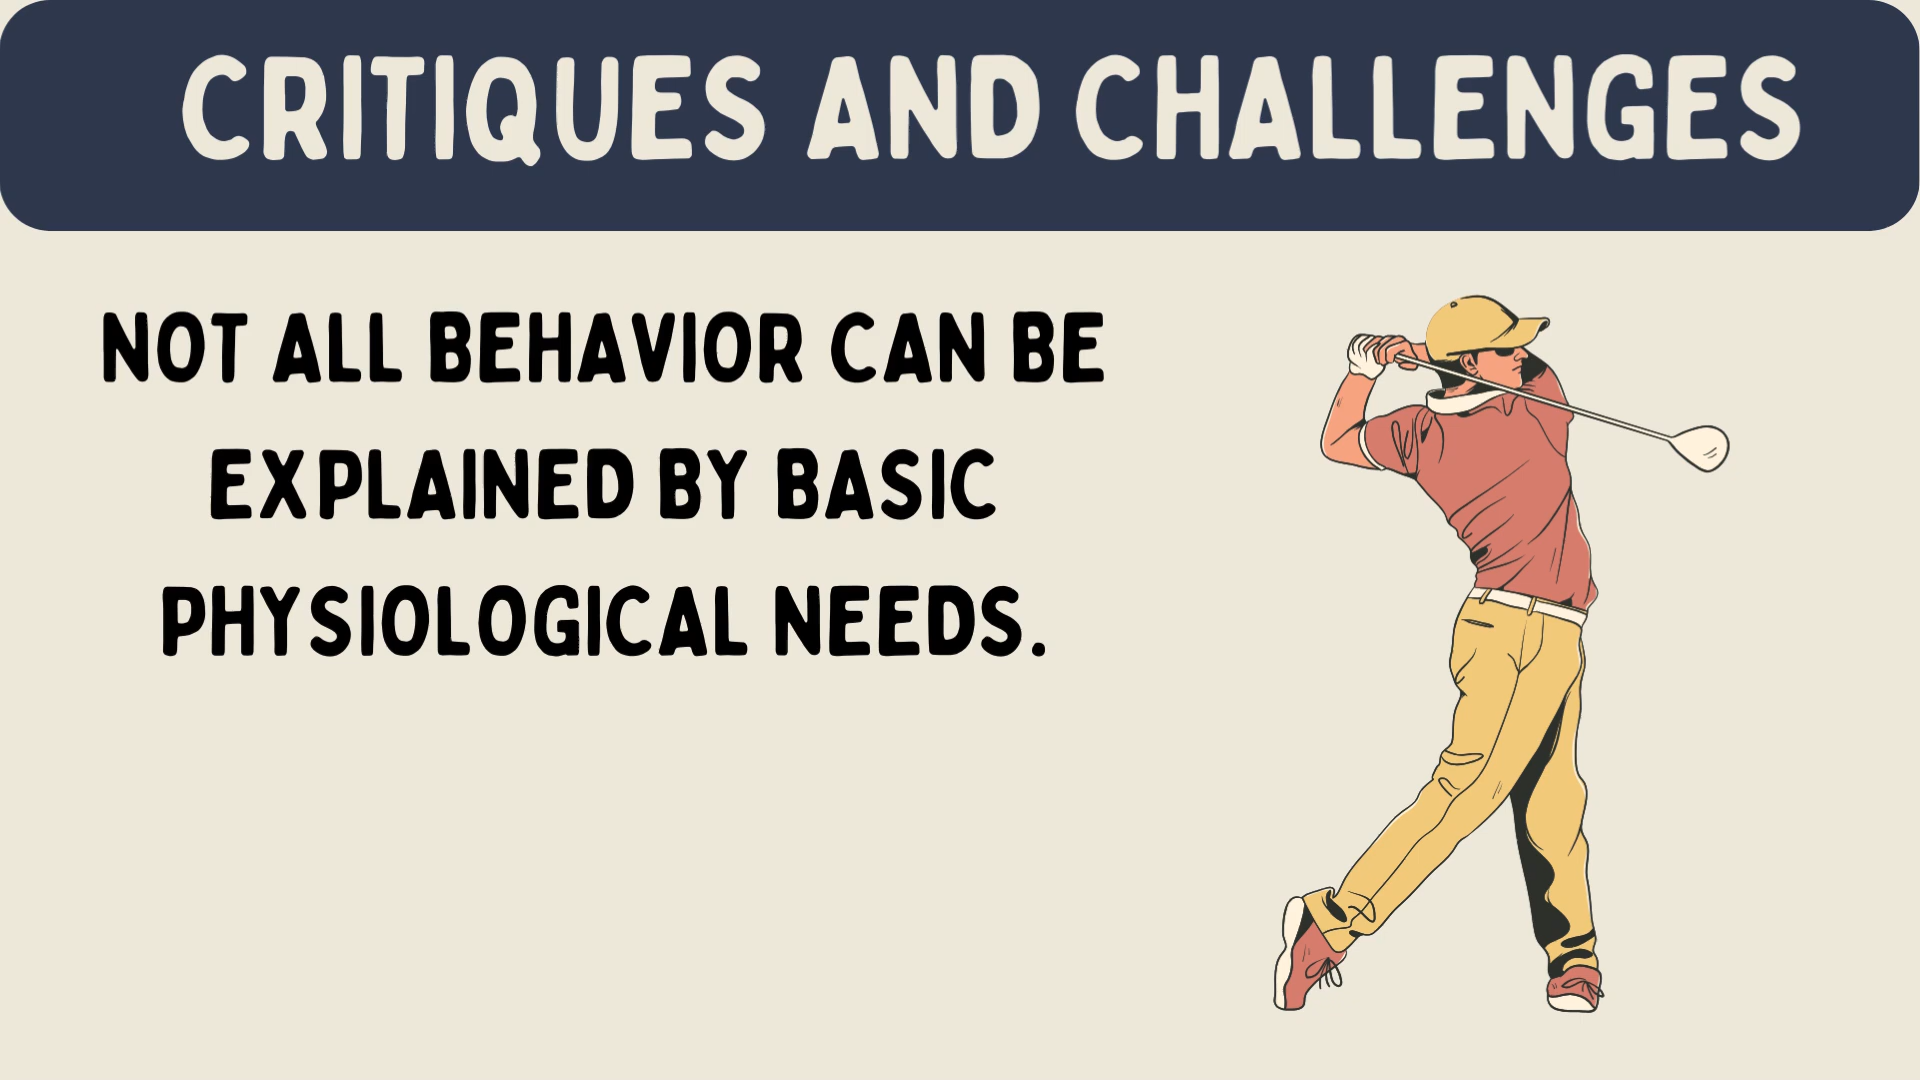 CRITIQUES AND CHALLENGES
NOT ALL BEHAVIOR CAN BE
EXPLAINED BY BASIC
PHYSIOLOGICAL NEEDS.